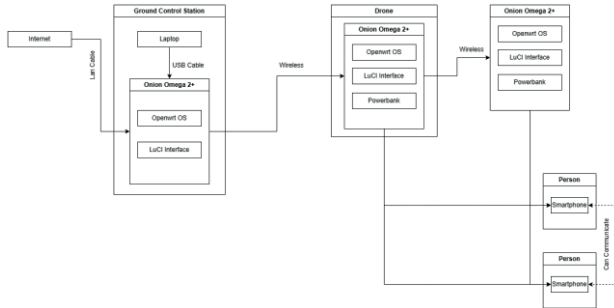 Ground Control Station
Internet
Laptop
Lan Cable
USB Cable
Onion Omega 2+
Openwrt OS
LuCI Interface
Wireless
Drone
Onion Omega 2+
Openwrt OS
LuCI Interface
Powerbank
Wireless
Onion Omega 2+
Openwrt OS
LuCI Interface
Powerbank
Person
Smartphone
Can Communicate
Person
Smartphone